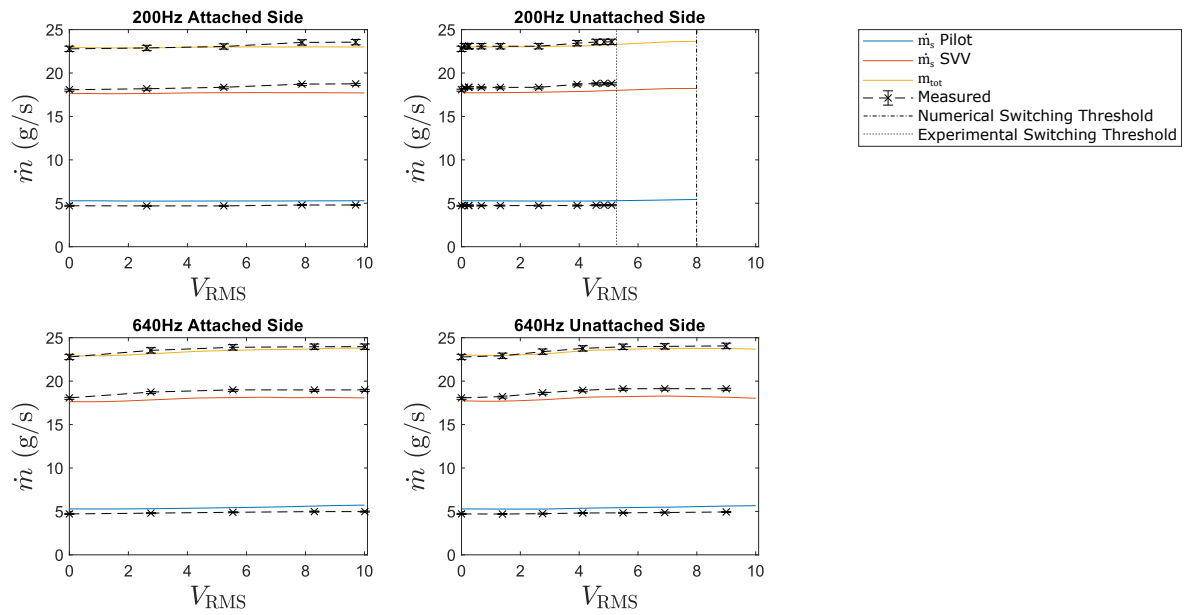 200Hz Attached Side
25
20
15
10
5
0
0 2 4 6 8 10
ṁ (g/s)
V_RMS
200Hz Unattached Side
25
20
15
10
5
0
0 2 4 6 8 10
ṁ (g/s)
V_RMS
ṁ_s Pilot
ṁ_s SVV
m_tot
Measured
Numerical Switching Threshold
Experimental Switching Threshold
640Hz Attached Side
25
20
15
10
5
0
0 2 4 6 8 10
ṁ (g/s)
V_RMS
640Hz Unattached Side
25
20
15
10
5
0
0 2 4 6 8 10
ṁ (g/s)
V_RMS